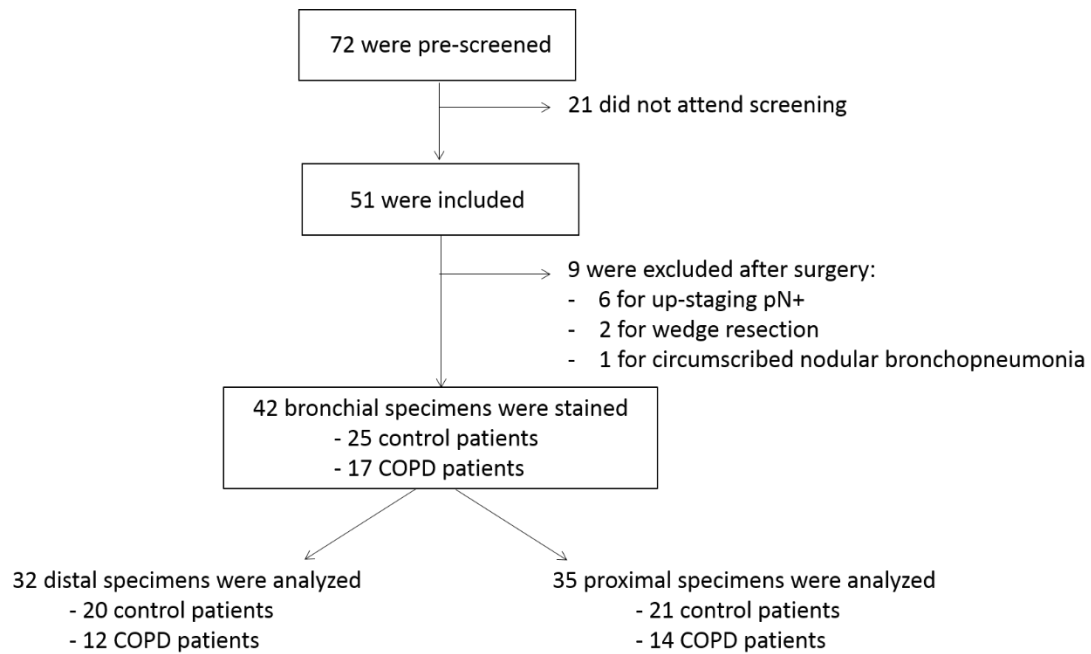 72 were pre-screened
21 did not attend screening
51 were included
9 were excluded after surgery:
- 6 for up-staging pN+
- 2 for wedge resection
- 1 for circumscribed nodular bronchopneumonia
42 bronchial specimens were stained
- 25 control patients
- 17 COPD patients
32 distal specimens were analyzed
- 20 control patients
- 12 COPD patients
35 proximal specimens were analyzed
- 21 control patients
- 14 COPD patients